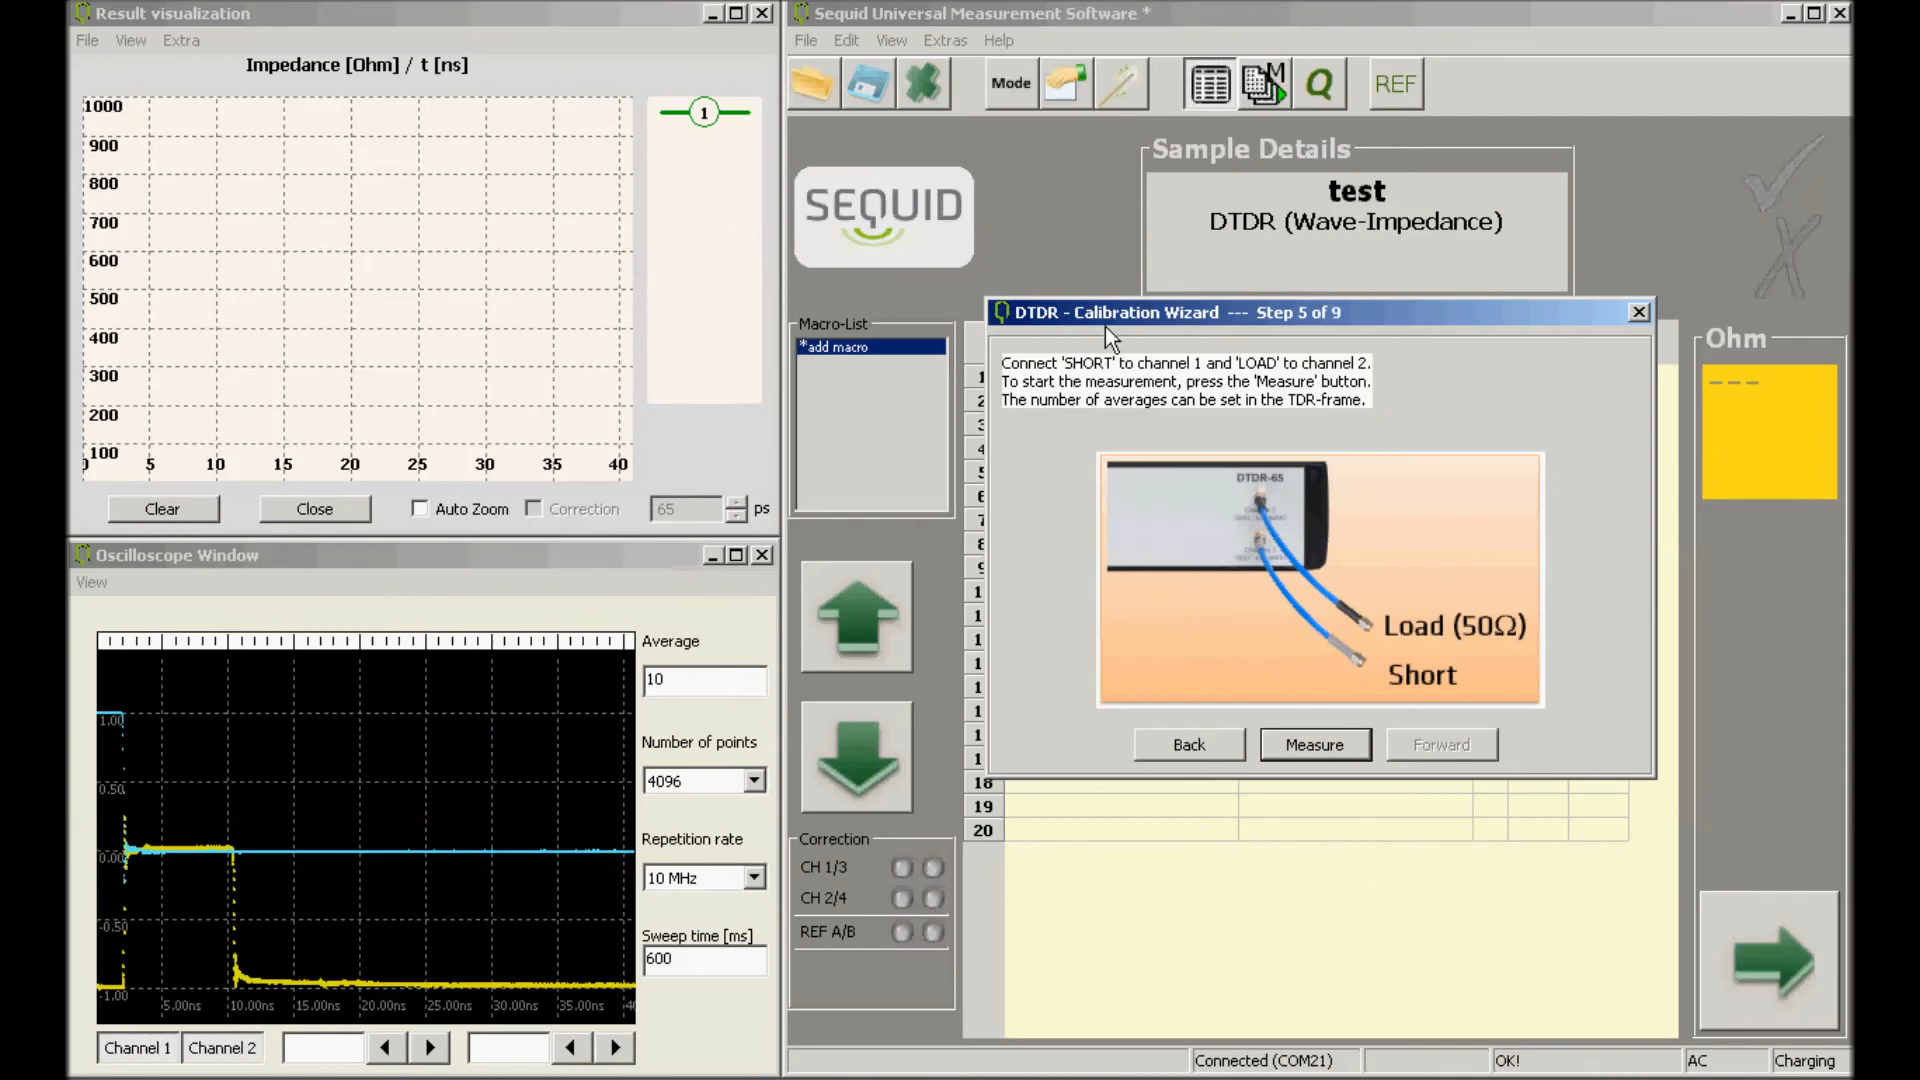 Result visualization
File View Extra
Impedance [Ohm] / t [ns]
1000
900
800
700
600
500
400
300
200
100
5 10 15 20 25 30 35 40
1
Clear
Close
Auto Zoom
Correction
65
ps
Oscilloscope Window
View
1.00
0.50
0.00
-0.50
-1.00
5.00ns 10.00ns 15.00ns 20.00ns 25.00ns 30.00ns 35.00ns
Average
10
Number of points
4096
Repetition rate
10 MHz
Sweep time [ms]
600
Channel 1
Channel 2
Sequid Universal Measurement Software *
File Edit View Extras Help
Mode
M
Q
REF
SEQUID
Sample Details
test
DTDR (Wave-Impedance)
Macro-List
*add macro
Correction
CH 1/3
CH 2/4
REF A/B
DTDR - Calibration Wizard --- Step 5 of 9
Connect 'SHORT' to channel 1 and 'LOAD' to channel 2.
To start the measurement, press the 'Measure' button.
The number of averages can be set in the TDR-frame.
DTDR-65
Load (50Ω)
Short
Back
Measure
Forward
18
19
20
Ohm
---
Connected (COM21)
OK!
AC
Charging